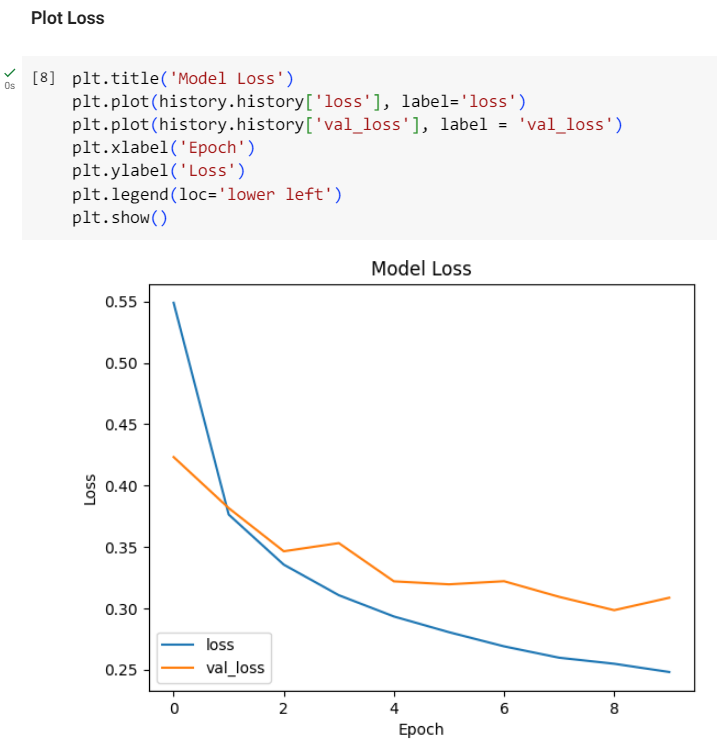 Plot Loss
0s
[8] plt.title('Model Loss')
plt.plot(history.history['loss'], label='loss')
plt.plot(history.history['val_loss'], label = 'val_loss')
plt.xlabel('Epoch')
plt.ylabel('Loss')
plt.legend(loc='lower left')
plt.show()
Model Loss
0.55
0.50
0.45
0.40
0.35
0.30
0.25
Loss
loss
val_loss
0 2 4 6 8
Epoch